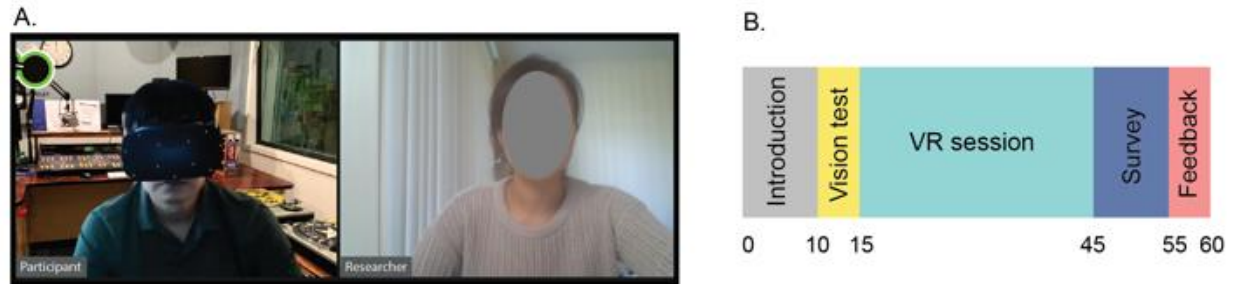 A.
Participant
Researcher
B.
Introduction
Vision test
VR session
Survey
Feedback
0 10 15 45 55 60